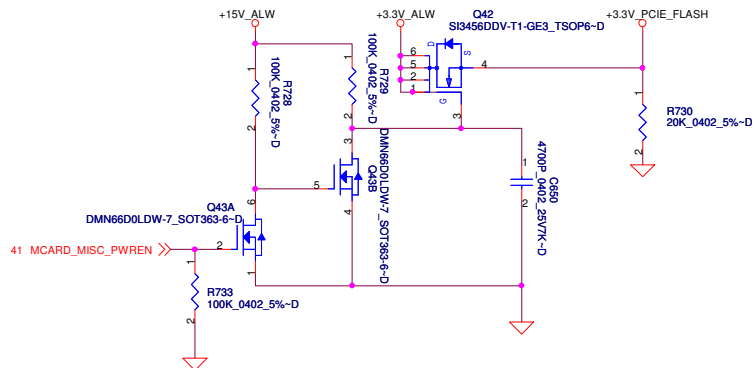 +15V_ALW
+3.3V_ALW
Q42
SI3456DDV-T1-GE3_TSOP6~D
+3.3V_PCIE_FLASH
D
S
6
5
2
1
4
G
3
1
R728
100K_0402_5%~D
2
1
R729
100K_0402_5%~D
2
1
R730
20K_0402_5%~D
2
3
5
4
Q43B
DMN66D0LDW-7_SOT363-6~D
1
C650
4700P_0402_25V7K~D
2
Q43A
DMN66D0LDW-7_SOT363-6~D
6
2
1
41 MCARD_MISC_PWREN
1
R733
100K_0402_5%~D
2